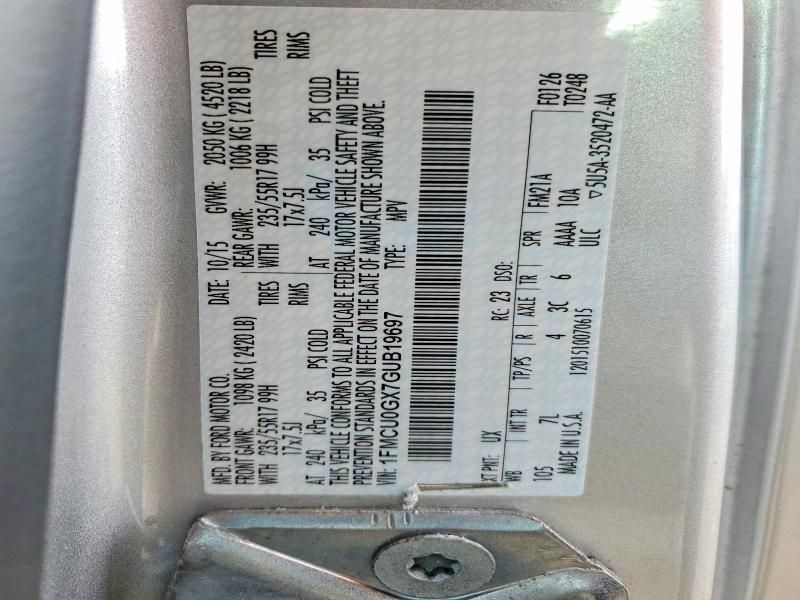 MFD. BY FORD MOTOR CO. DATE: 10/15 GVWR: 2050 KG ( 4520 LB)
FRONT GAWR: 1098 KG ( 2420 LB) REAR GAWR: 1006 KG ( 2218 LB)
WITH 235/55R17 99H TIRES WITH 235/55R17 99H TIRES
17x7.5J RIMS 17x7.5J RIMS
AT 240 kPa/ 35 PSI COLD AT 240 kPa/ 35 PSI COLD
THIS VEHICLE CONFORMS TO ALL APPLICABLE FEDERAL MOTOR VEHICLE SAFETY AND THEFT
PREVENTION STANDARDS IN EFFECT ON THE DATE OF MANUFACTURE SHOWN ABOVE.
VIN: 1FMCU0GX7GUB19697 TYPE: MPV
XT PNT: UX RC: 23 DSO: F0126
WB INT TR TP/PS R AXLE TR SPR FM21A T0248
105 7L 4 3C 6 AAAA 10A
MADE IN U.S.A. 1201510070615 ULC ▽5U5A-3520472-AA